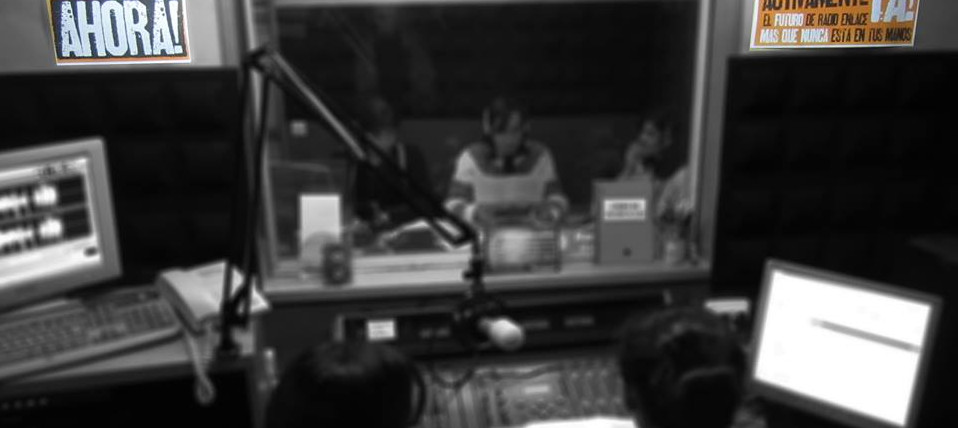 AHORA!
ACTIVAMENTE YA!
EL FUTURO DE RADIO ENLACE
MAS QUE NUNCA ESTÁ EN TUS MANOS